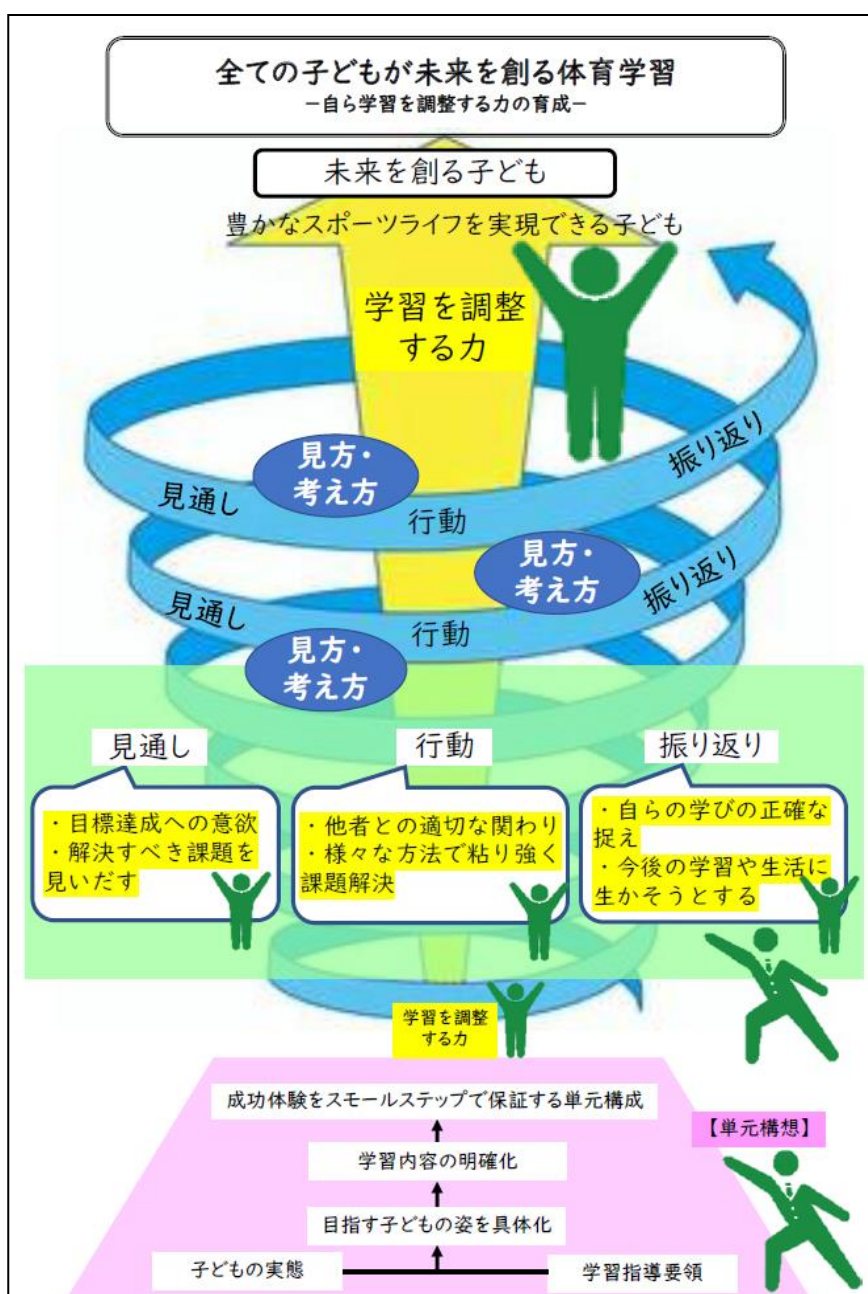 全ての子どもが未来を創る体育学習
－自ら学習を調整する力の育成－
未来を創る子ども
豊かなスポーツライフを実現できる子ども
学習を調整
する力
見方・
考え方
見通し
行動
振り返り
見方・
考え方
見通し
行動
振り返り
見方・
考え方
見通し
・目標達成への意欲
・解決すべき課題を
見いだす
行動
・他者との適切な関わり
・様々な方法で粘り強く
課題解決
振り返り
・自らの学びの正確な
捉え
・今後の学習や生活に
生かそうとする
学習を調整
する力
成功体験をスモールステップで保証する単元構成
【単元構想】
学習内容の明確化
目指す子どもの姿を具体化
子どもの実態
学習指導要領